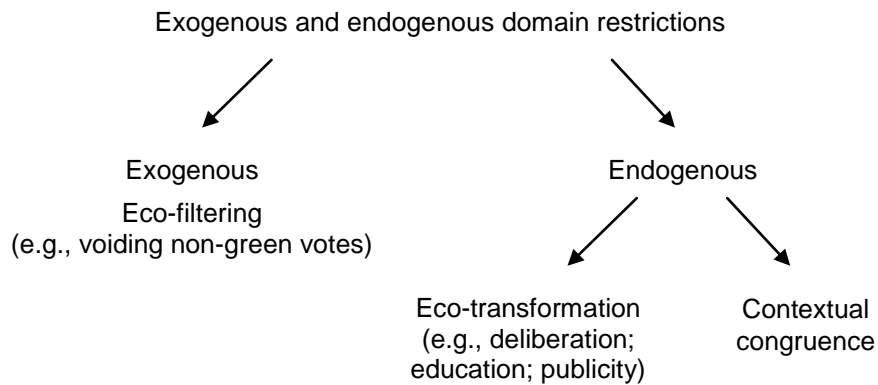 Exogenous and endogenous domain restrictions
Exogenous
Endogenous
Eco-filtering
(e.g., voiding non-green votes)
Eco-transformation
(e.g., deliberation;
education; publicity)
Contextual
congruence